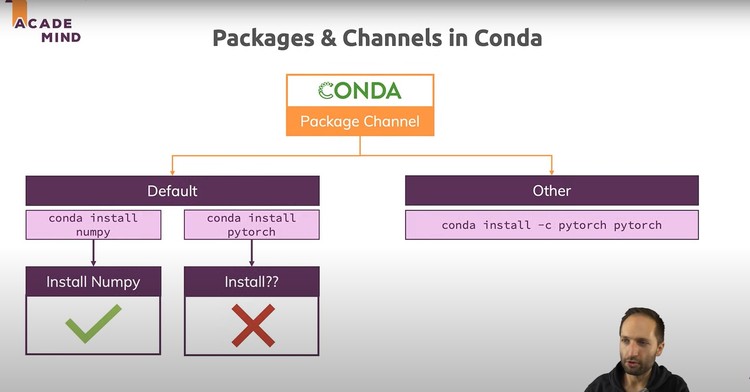 ACADE
MIND
Packages & Channels in Conda
CONDA
Package Channel
Default
Other
conda install
numpy
conda install
pytorch
conda install -c pytorch pytorch
Install Numpy
Install??